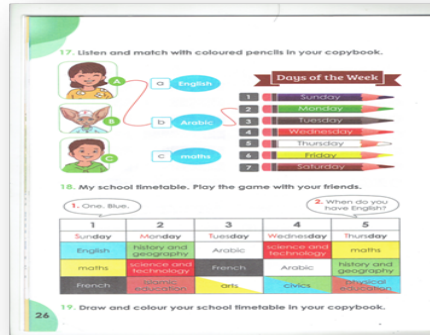 17. Listen and match with coloured pencils in your copybook.
A
a
English
Days of the Week
1 Sunday
2 Monday
B
b
Arabic
3 Tuesday
4 Wednesday
5 Thursday
C
c
maths
6 Friday
7 Saturday
18. My school timetable. Play the game with your friends.
1. One. Blue.
2. When do you
have English?
1 2 3 4 5
Sunday Monday Tuesday Wednesday Thursday
English history and geography Arabic science and technology maths
maths science and technology French Arabic history and geography
French Islamic education arts civics physical education
19. Draw and colour your school timetable in your copybook.
26